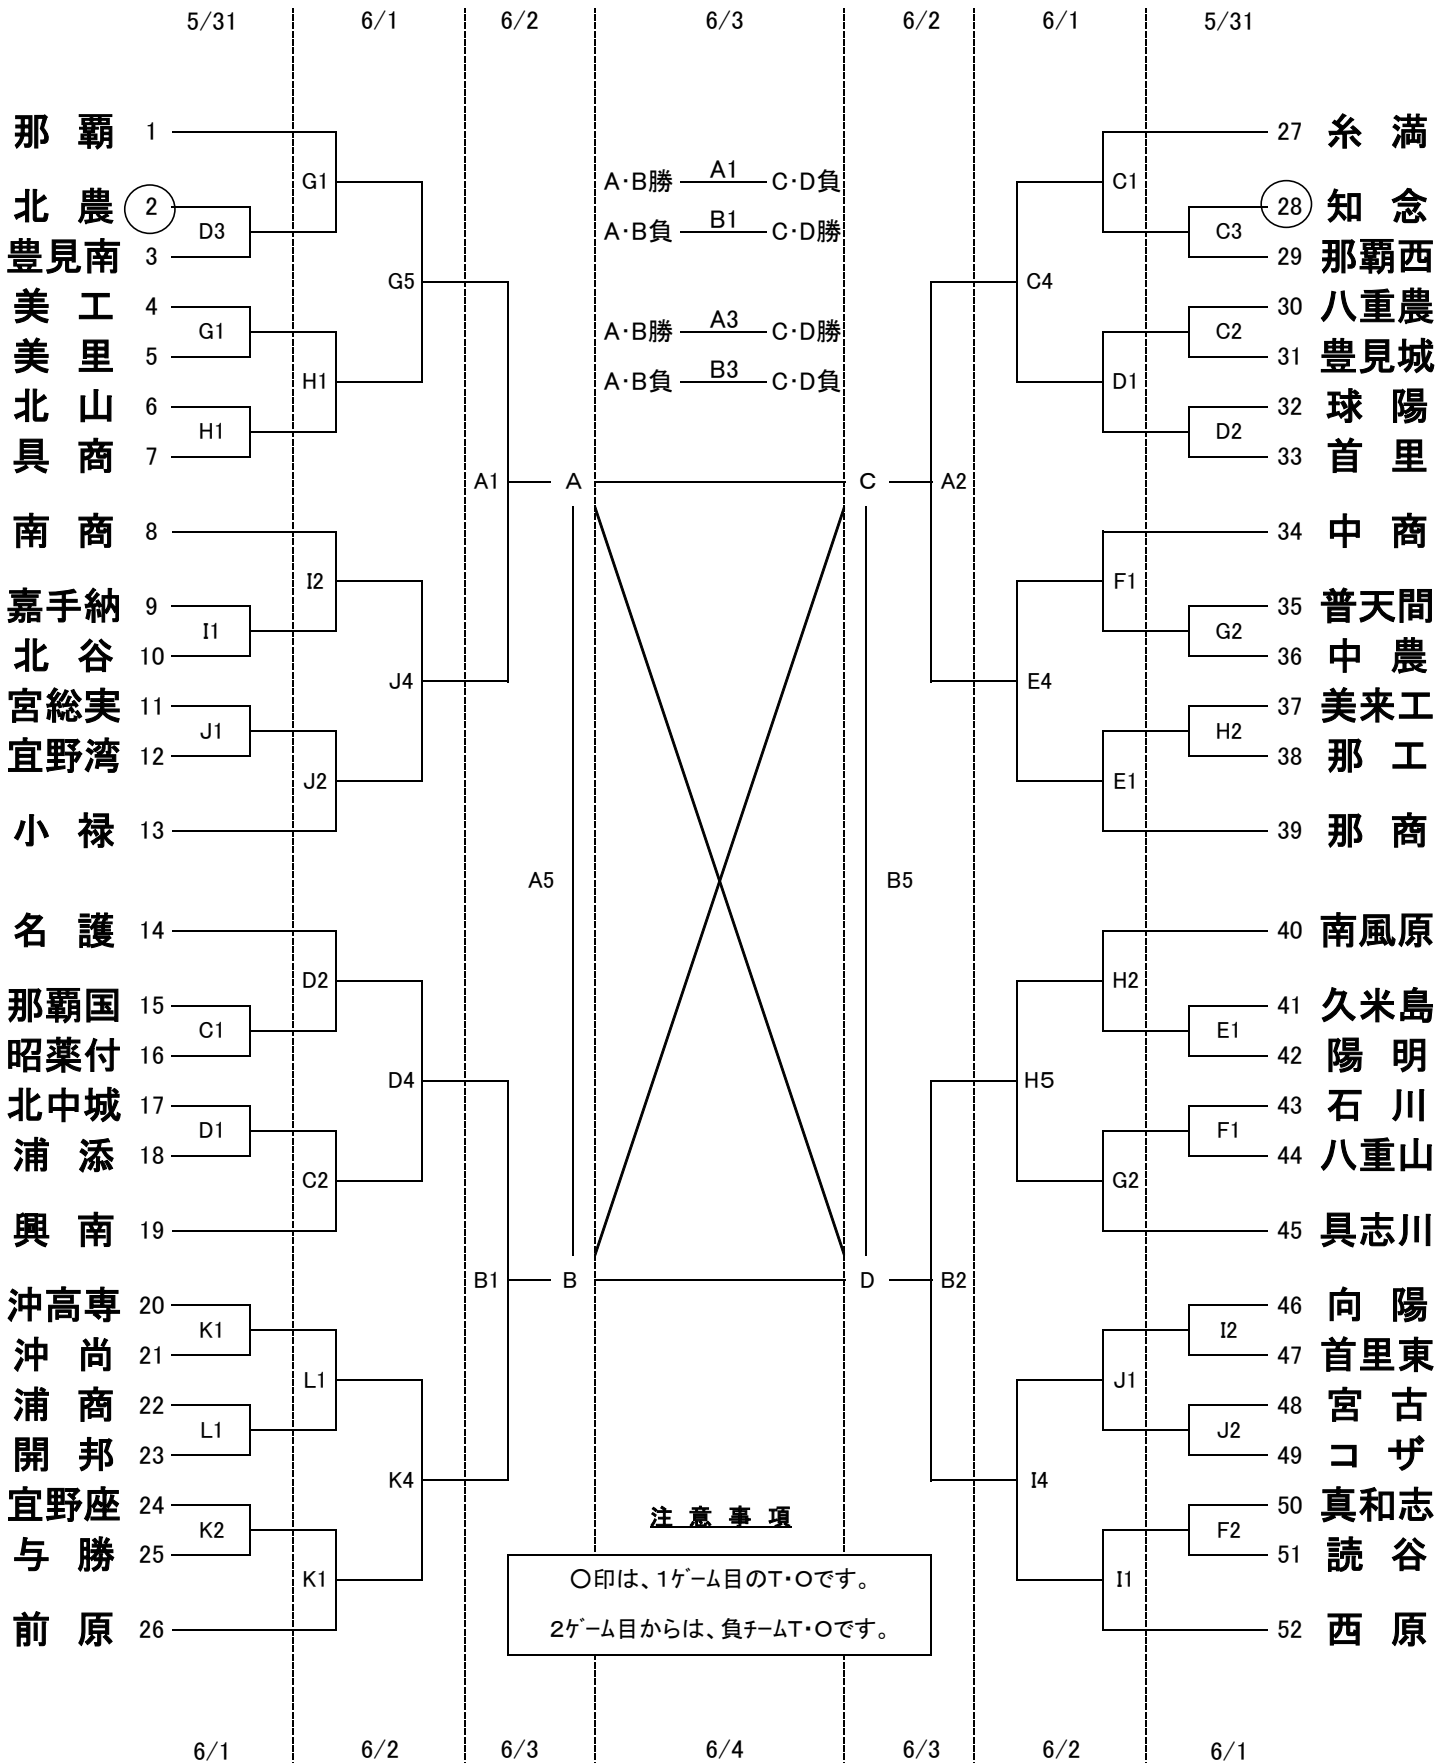 5/31 6/1 6/2 6/3 6/2 6/1 5/31
那 覇 1 27 糸 満
G1 A・B勝 A1 C・D負 C1
北 農 2 28 知 念
D3 A・B負 B1 C・D勝 C3
豊見南 3 29 那覇西
G5 C4
美 工 4 30 八重農
G1 A・B勝 A3 C・D勝 C2
美 里 5 31 豊見城
H1 A・B負 B3 C・D負 D1
北 山 6 32 球 陽
H1 D2
具 商 7 33 首 里
A1 A C A2
南 商 8 34 中 商
I2 F1
嘉手納 9 35 普天間
I1 G2
北 谷 10 36 中 農
J4 E4
宮総実 11 37 美来工
J1 H2
宜野湾 12 38 那 工
J2 E1
小 禄 13 39 那 商
A5 B5
名 護 14 40 南風原
D2 H2
那覇国 15 41 久米島
C1 E1
昭薬付 16 42 陽 明
D4 H5
北中城 17 43 石 川
D1 F1
浦 添 18 44 八重山
C2 G2
興 南 19 45 具志川
B1 B D B2
沖高専 20 46 向 陽
K1 I2
沖 尚 21 47 首里東
L1 J1
浦 商 22 48 宮 古
L1 J2
開 邦 23 49 コ ザ
K4 I4
宜野座 24 50 真和志
注 意 事 項
K2 F2
与 勝 25 51 読 谷
K1 ○印は、1ｹﾞｰﾑ目のT・Oです。 I1
前 原 26 2ｹﾞｰﾑ目からは、負ﾁｰﾑT・Oです。 52 西 原
6/1 6/2 6/3 6/4 6/3 6/2 6/1